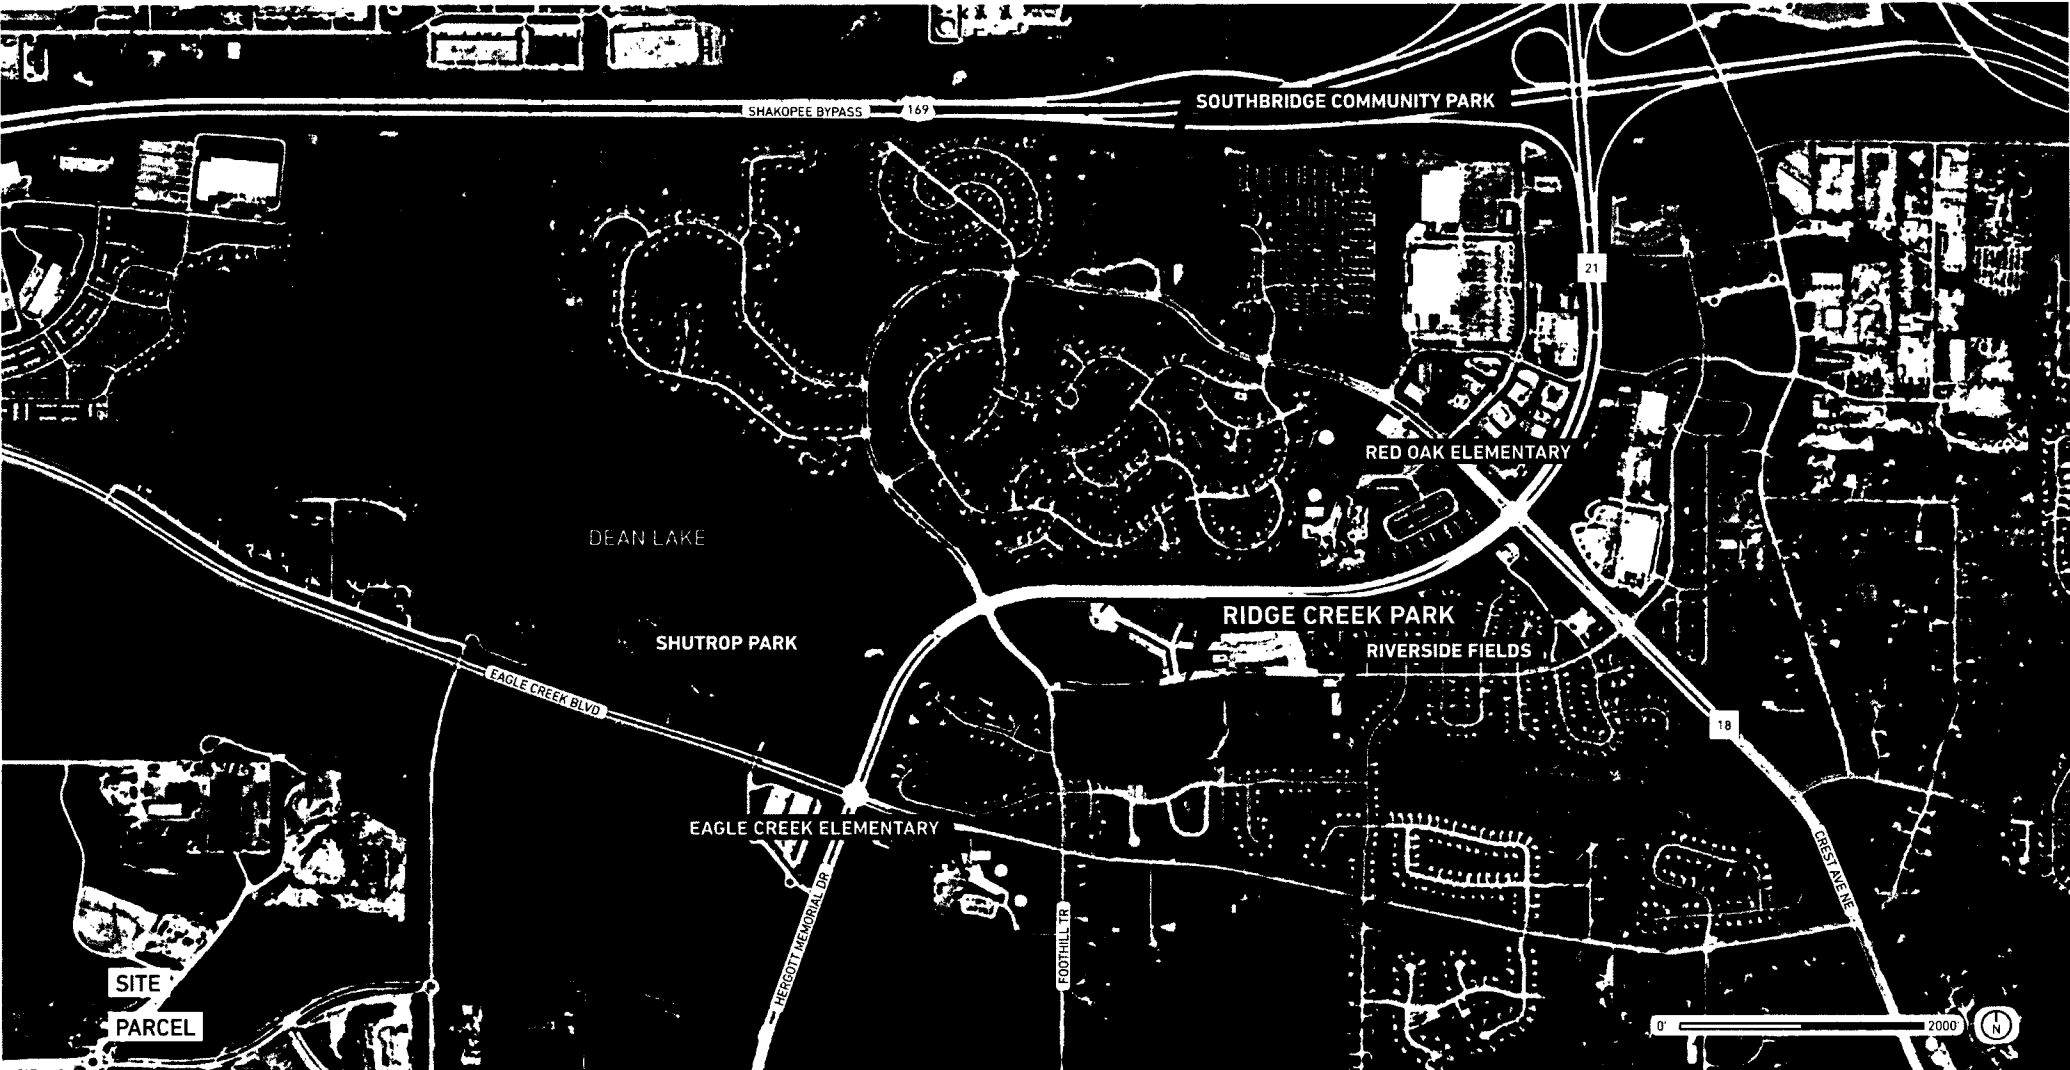 SOUTHBRIDGE COMMUNITY PARK
SHAKOPEE BYPASS
169
21
RED OAK ELEMENTARY
DEAN LAKE
RIDGE CREEK PARK
SHUTROP PARK
RIVERSIDE FIELDS
EAGLE CREEK BLVD
18
EAGLE CREEK ELEMENTARY
CREST AVE NE
HERGOTT MEMORIAL DR
FOOTHILL TR
SITE
PARCEL
0' 2000'
N